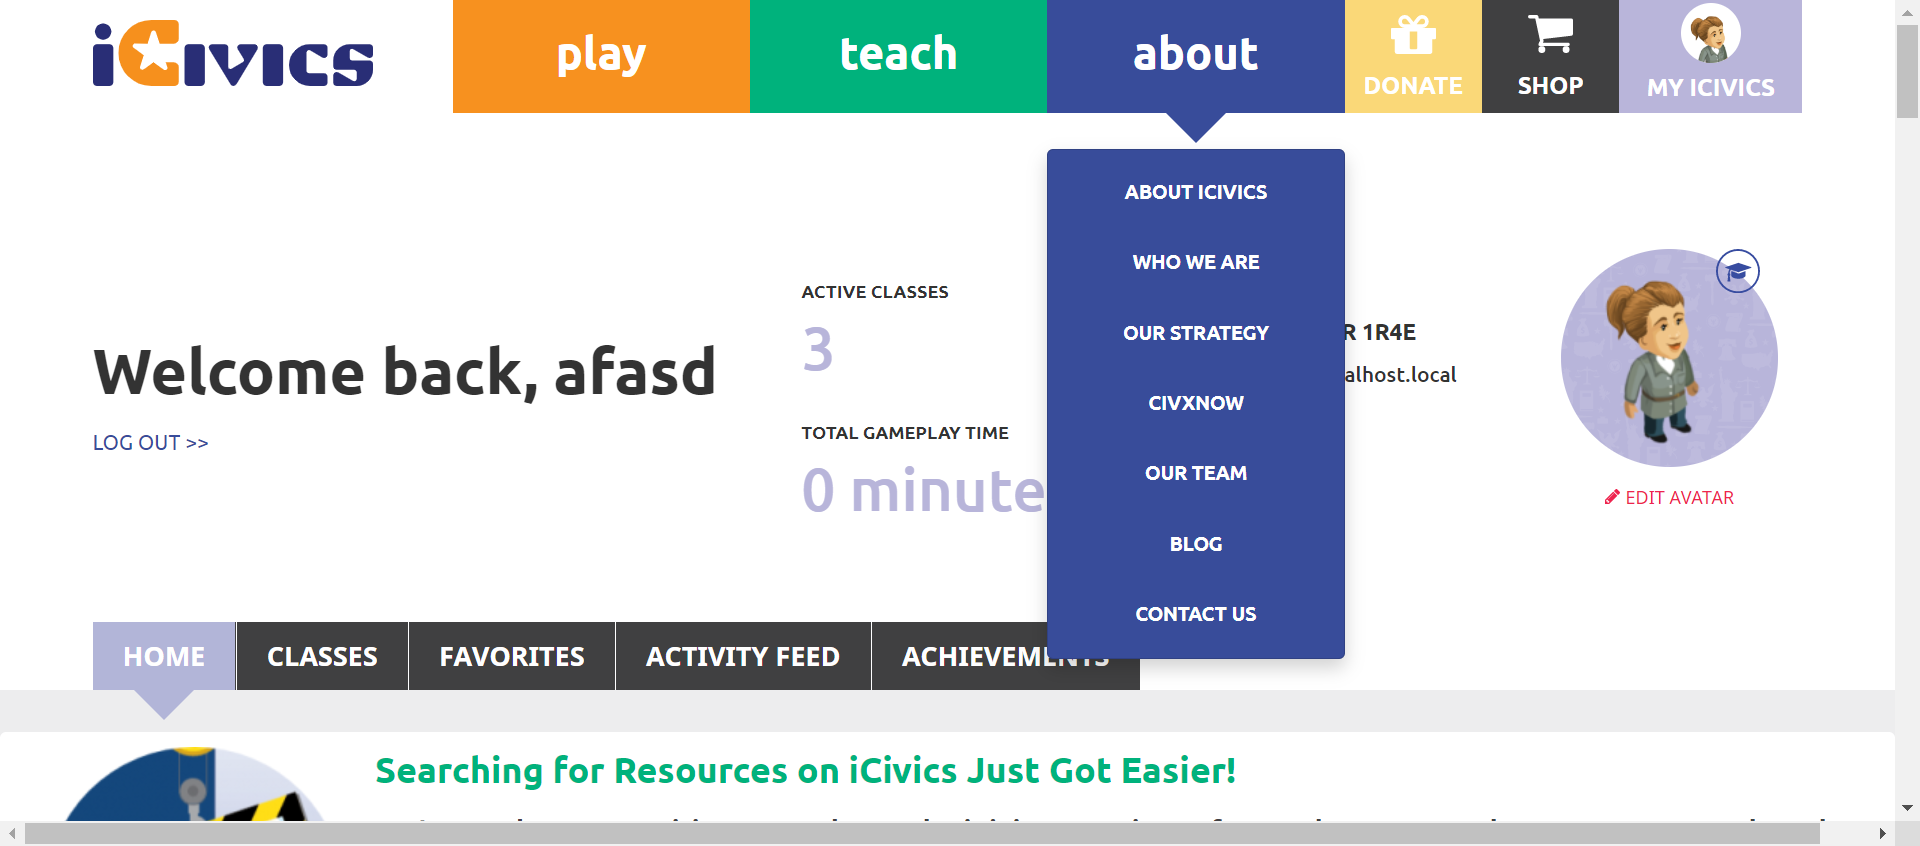 iCivics
play
teach
about
DONATE
SHOP
MY ICIVICS
ABOUT ICIVICS
WHO WE ARE
OUR STRATEGY
CIVXNOW
OUR TEAM
BLOG
CONTACT US
Welcome back, afasd
LOG OUT >>
ACTIVE CLASSES
3
TOTAL GAMEPLAY TIME
0 minute
R 1R4E
alhost.local
EDIT AVATAR
HOME
CLASSES
FAVORITES
ACTIVITY FEED
ACHIEVEMENTS
Searching for Resources on iCivics Just Got Easier!